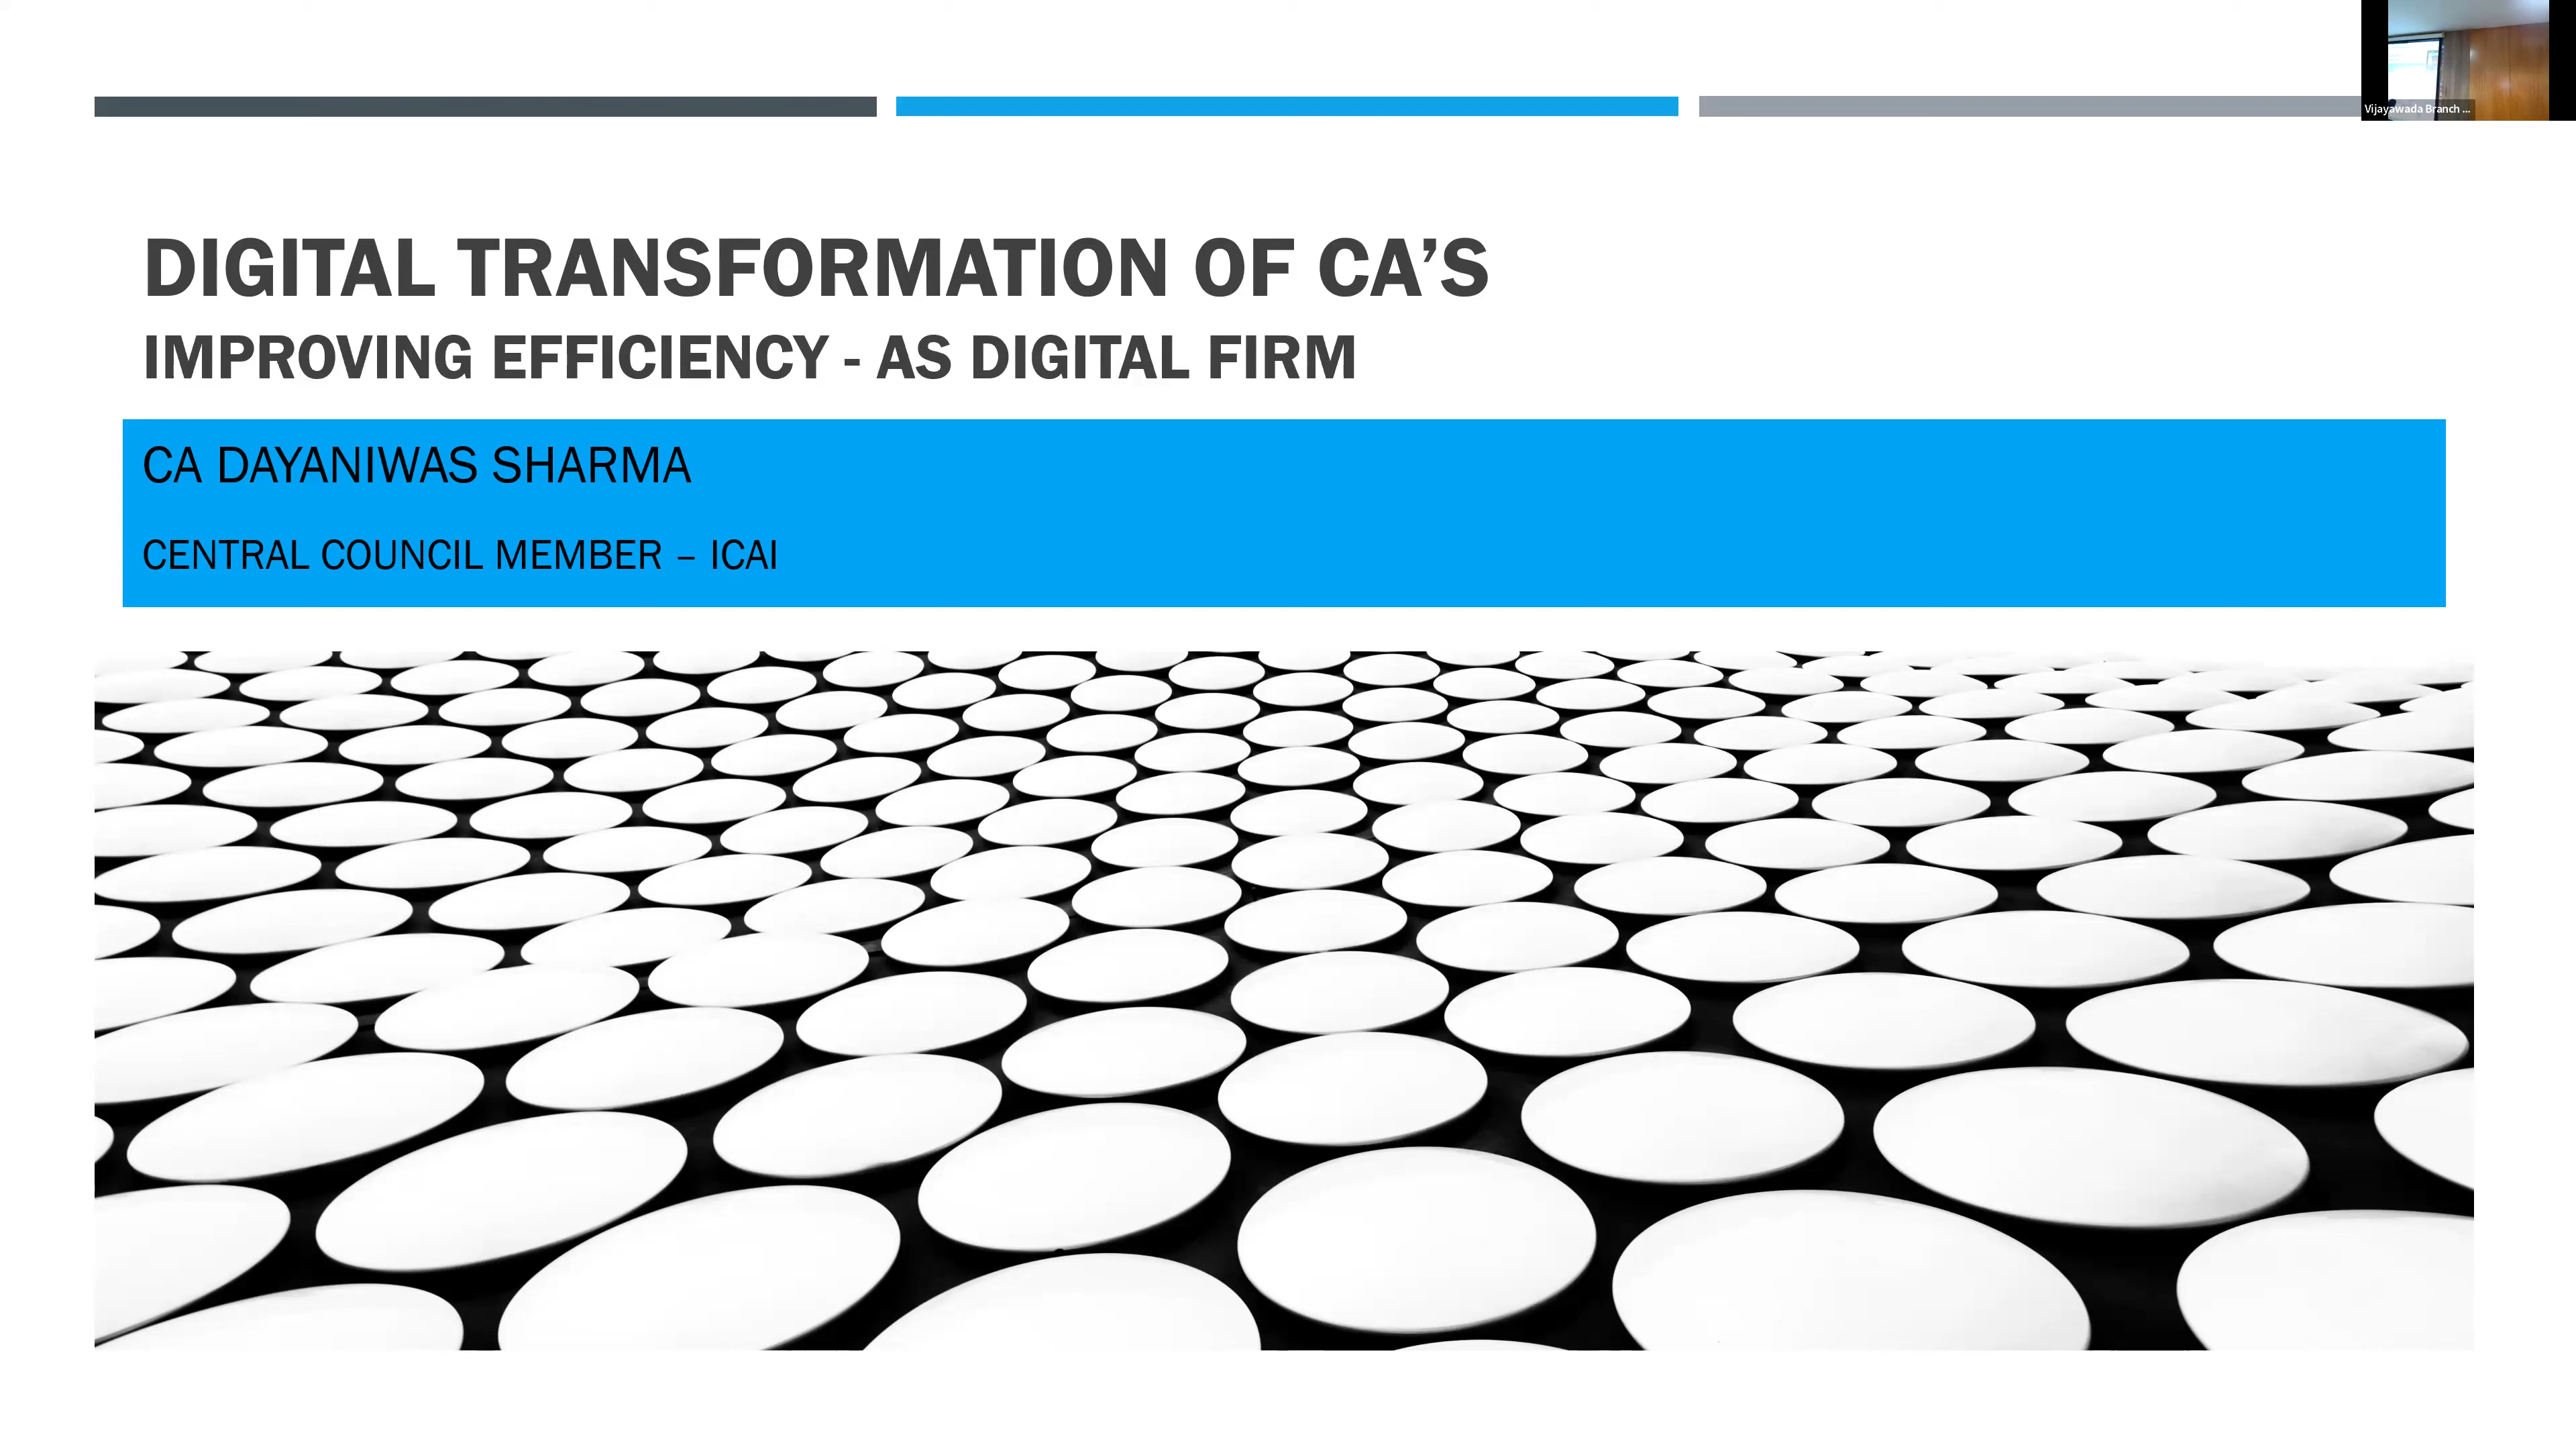 Vijayawada Branch ...
DIGITAL TRANSFORMATION OF CA’S
IMPROVING EFFICIENCY - AS DIGITAL FIRM
CA DAYANIWAS SHARMA
CENTRAL COUNCIL MEMBER – ICAI